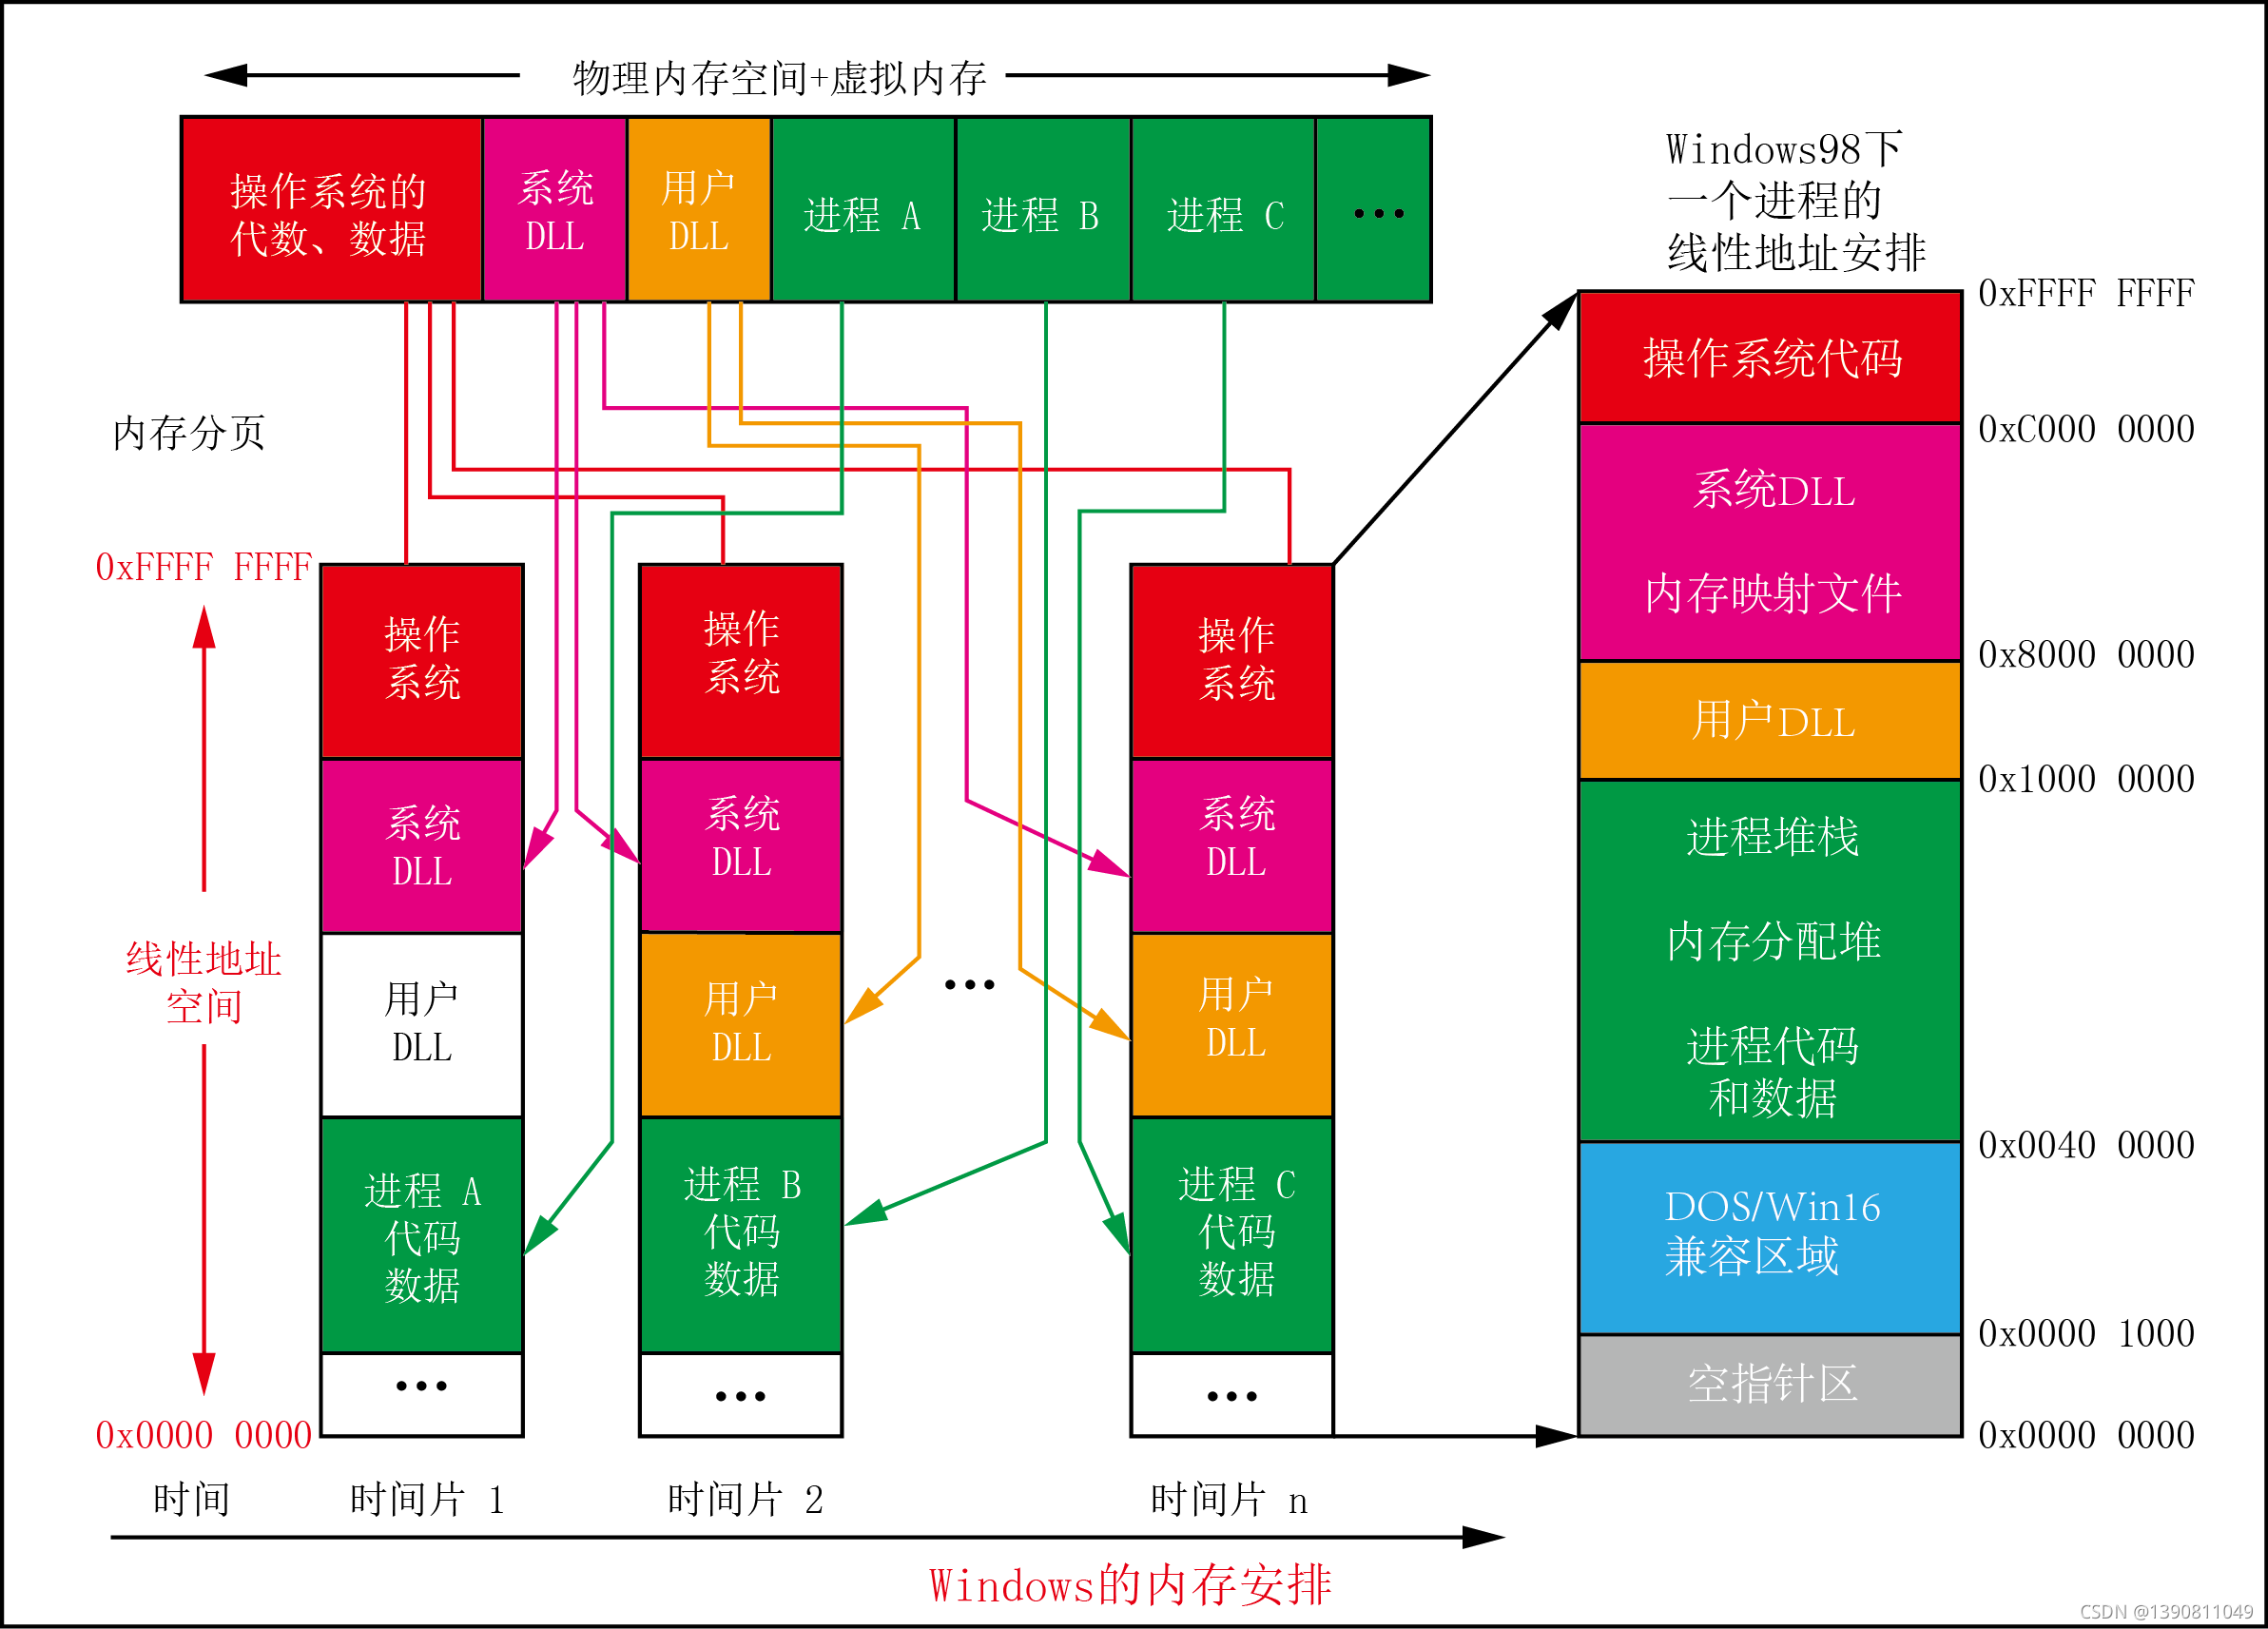 物理内存空间+虚拟内存
操作系统的
代数、数据
系统
DLL
用户
DLL
进程 A
进程 B
进程 C
...
内存分页
0xFFFF FFFF
线性地址
空间
0x0000 0000
操作
系统
系统
DLL
用户
DLL
进程 A
代码
数据
...
操作
系统
系统
DLL
用户
DLL
进程 B
代码
数据
...
...
操作
系统
系统
DLL
用户
DLL
进程 C
代码
数据
...
时间
时间片 1
时间片 2
时间片 n
Windows98下
一个进程的
线性地址安排
0xFFFF FFFF
操作系统代码
0xC000 0000
系统DLL
内存映射文件
0x8000 0000
用户DLL
0x1000 0000
进程堆栈
内存分配堆
进程代码
和数据
0x0040 0000
DOS/Win16
兼容区域
0x0000 1000
空指针区
0x0000 0000
Windows的内存安排
CSDN @1390811049